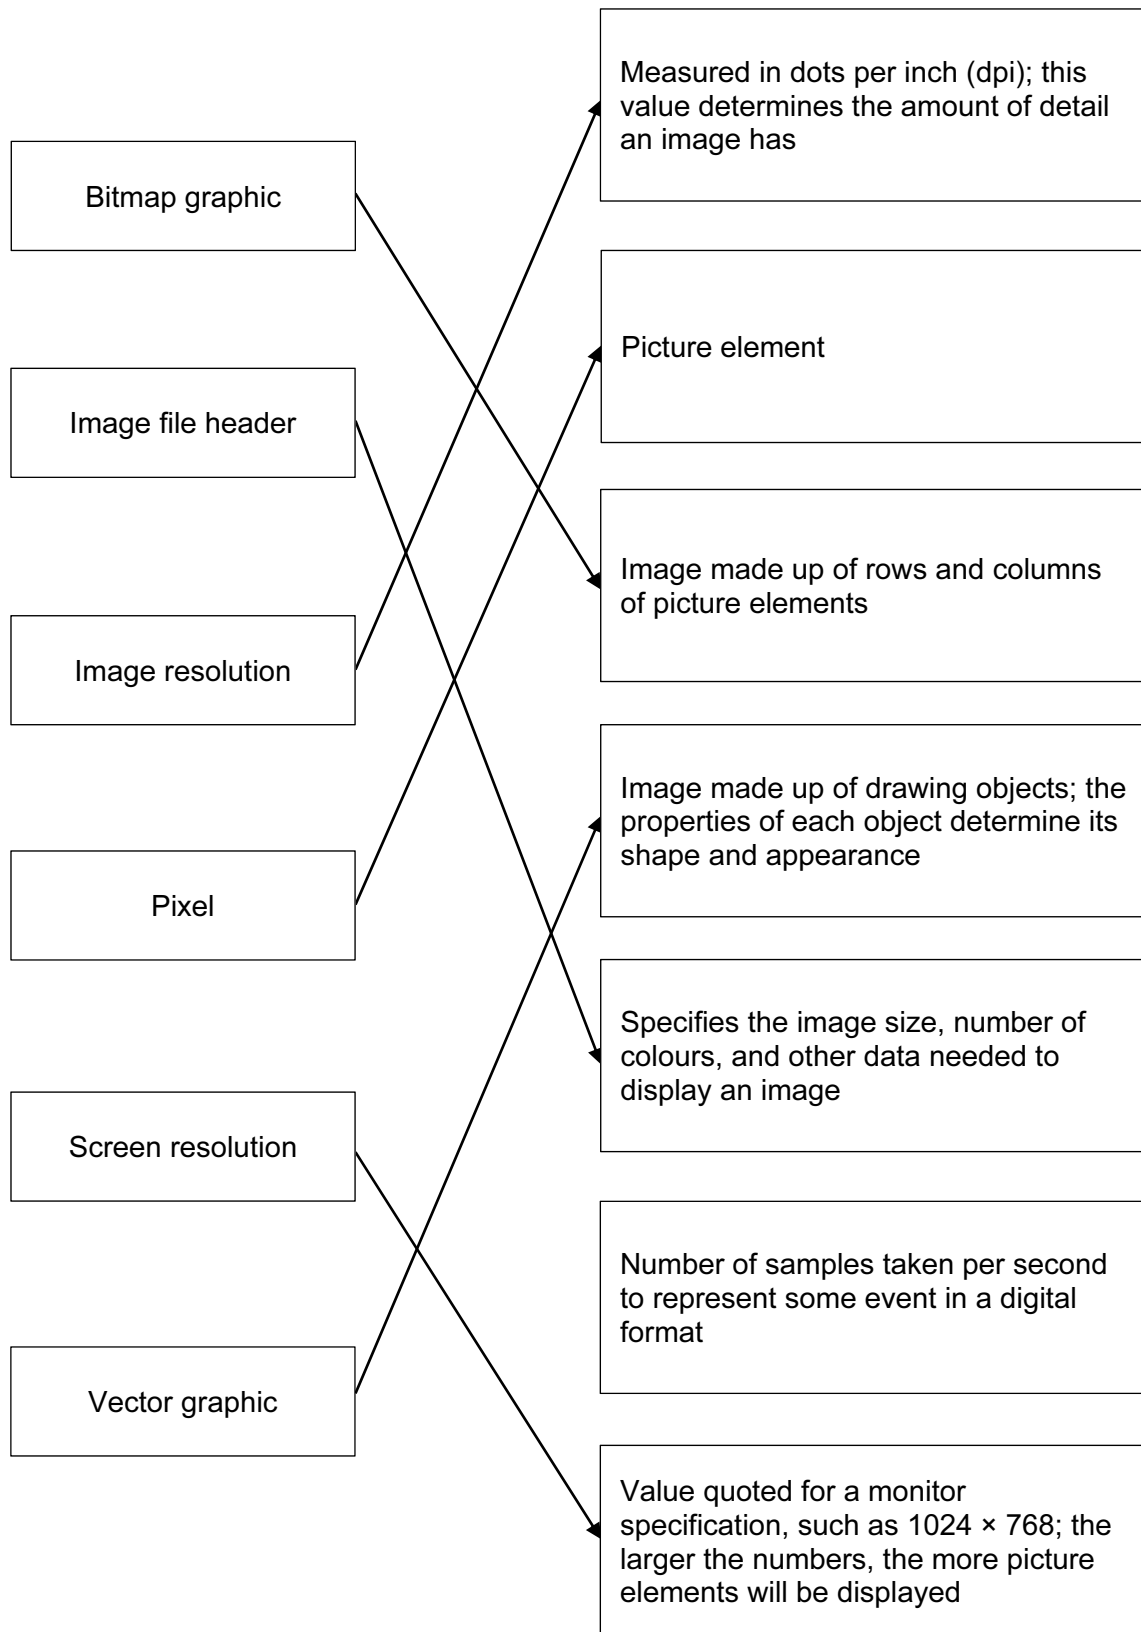 Bitmap graphic
Image file header
Image resolution
Pixel
Screen resolution
Vector graphic
Measured in dots per inch (dpi); this
value determines the amount of detail
an image has
Picture element
Image made up of rows and columns
of picture elements
Image made up of drawing objects; the
properties of each object determine its
shape and appearance
Specifies the image size, number of
colours, and other data needed to
display an image
Number of samples taken per second
to represent some event in a digital
format
Value quoted for a monitor
specification, such as 1024 × 768; the
larger the numbers, the more picture
elements will be displayed